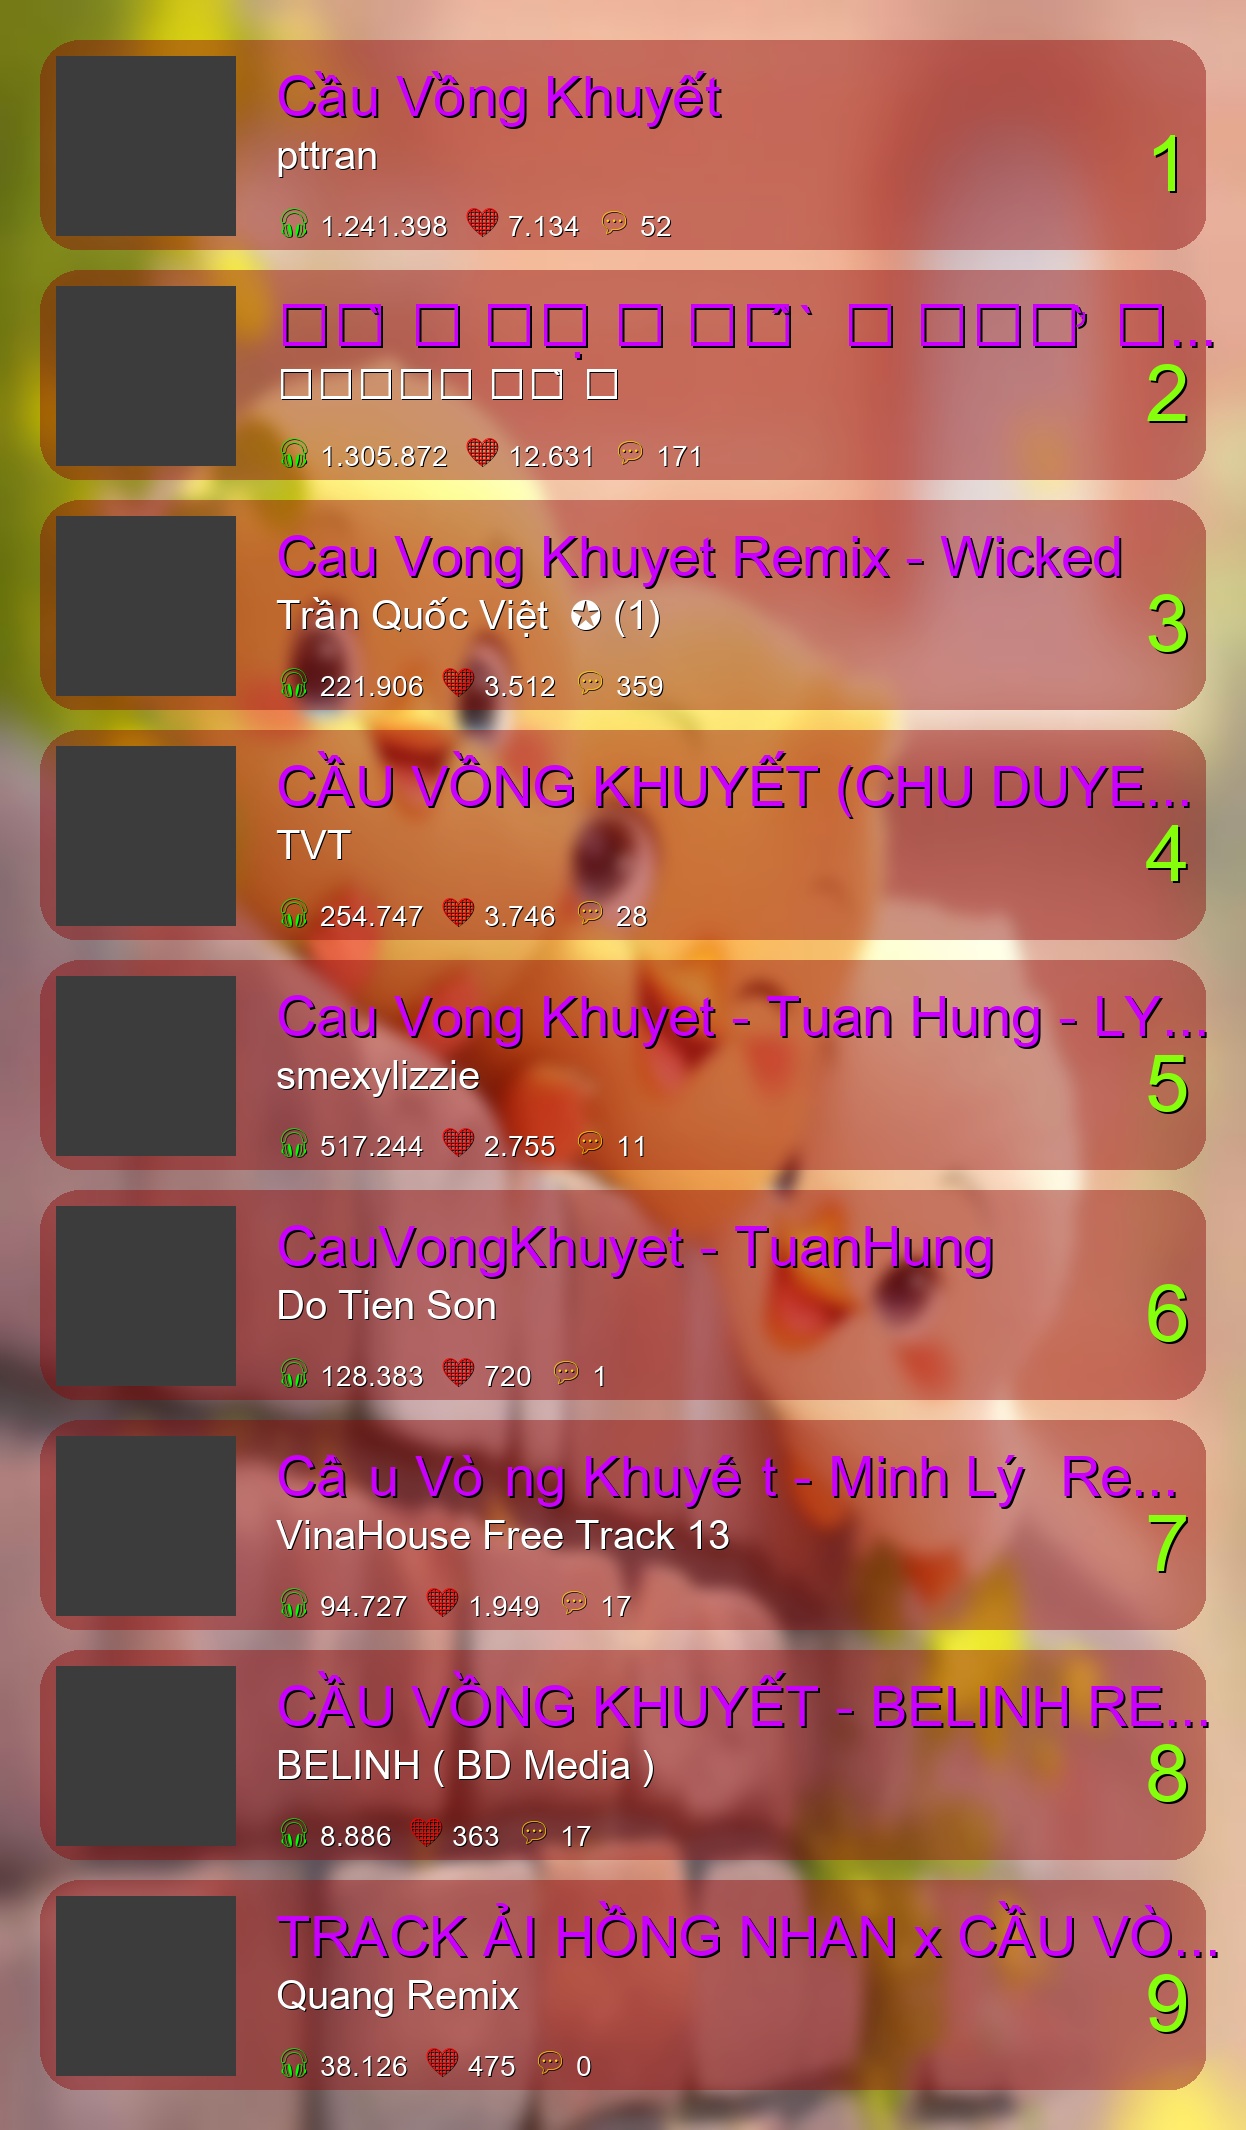 Cầu Vồng Khuyết
pttran
1
1.241.398 7.134 52
2
1.305.872 12.631 171
Cau Vong Khuyet Remix - Wicked
Trần Quốc Việt ✪ (1)
3
221.906 3.512 359
CẦU VỒNG KHUYẾT (CHU DUYE...
TVT
4
254.747 3.746 28
Cau Vong Khuyet - Tuan Hung - LY...
smexylizzie
5
517.244 2.755 11
CauVongKhuyet - TuanHung
Do Tien Son
6
128.383 720 1
Câ u Vò ng Khuyê t - Minh Lý Re...
VinaHouse Free Track 13
7
94.727 1.949 17
CẦU VỒNG KHUYẾT - BELINH RE...
BELINH ( BD Media )
8
8.886 363 17
TRACK ẢI HỒNG NHAN x CẦU VÒ...
Quang Remix
9
38.126 475 0